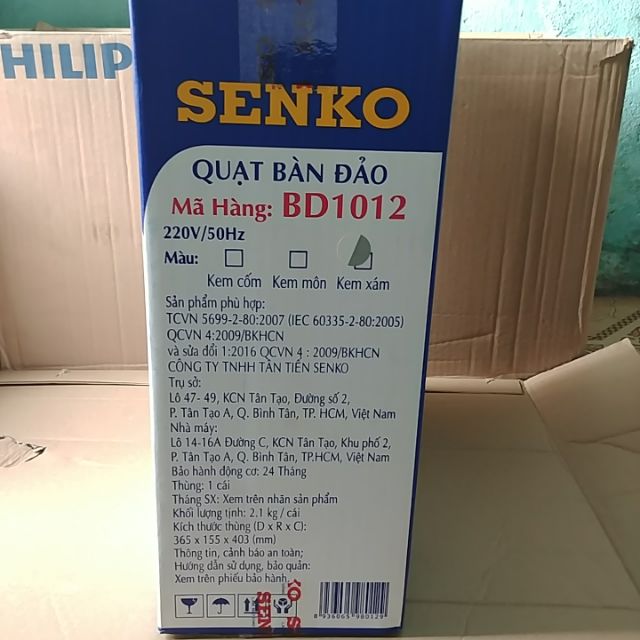 HILIP
SENKO
QUẠT BÀN ĐẢO
Mã Hàng: BD1012
220V/50Hz
Màu:
Kem cốm Kem môn Kem xám
Sản phẩm phù hợp:
TCVN 5699-2-80:2007 (IEC 60335-2-80:2005)
QCVN 4:2009/BKHCN
và sửa đổi 1:2016 QCVN 4 : 2009/BKHCN
CÔNG TY TNHH TÂN TIẾN SENKO
Trụ sở:
Lô 47- 49, KCN Tân Tạo, Đường số 2,
P. Tân Tạo A, Q. Bình Tân, TP. HCM, Việt Nam
Nhà máy:
Lô 14-16A Đường C, KCN Tân Tạo, Khu phố 2,
P. Tân Tạo A, Q. Bình Tân, TP.HCM, Việt Nam
Bảo hành động cơ: 24 Tháng
Thùng: 1 cái
Tháng SX: Xem trên nhãn sản phẩm
Khối lượng tịnh: 2.1 kg / cái
Kích thước thùng (D x R x C):
365 x 155 x 403 (mm)
Thông tin, cảnh báo an toàn;
Hướng dẫn sử dụng, bảo quản:
Xem trên phiếu bảo hành
8 936065 980129